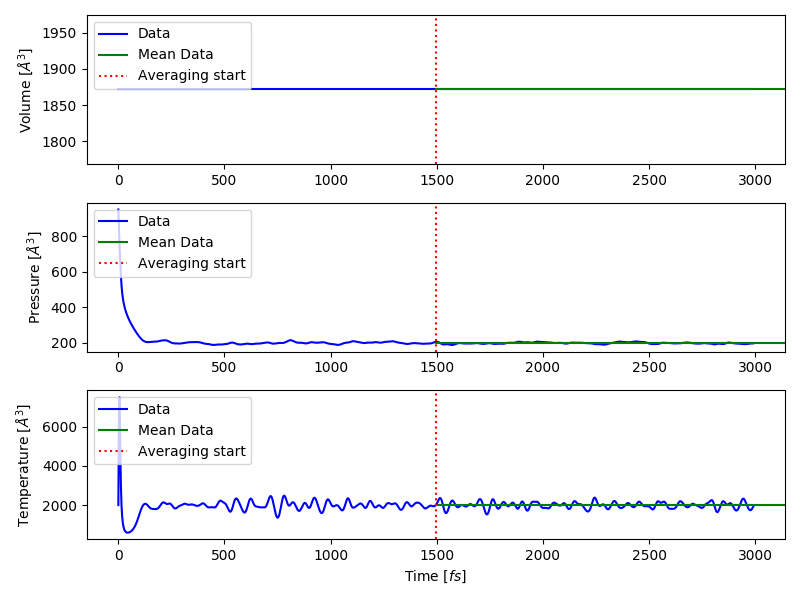 Volume [Å³]
1950
1900
1850
1800
Data
Mean Data
Averaging start
0 500 1000 1500 2000 2500 3000
Pressure [Å³]
800
600
400
200
Data
Mean Data
Averaging start
0 500 1000 1500 2000 2500 3000
Temperature [Å³]
6000
4000
2000
Data
Mean Data
Averaging start
0 500 1000 1500 2000 2500 3000
Time [fs]